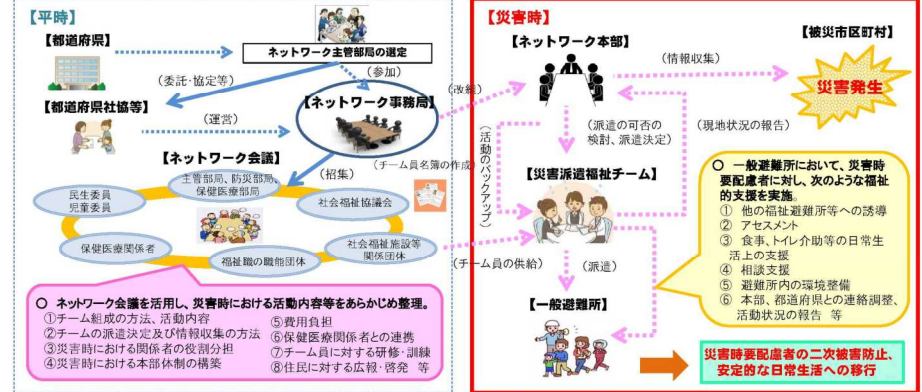 【平時】
【都道府県】
ネットワーク主管部局の選定
(委託・協定等)
(参加)
【都道府県社協等】
(運営)
【ネットワーク事務局】
(チーム員名簿の作成)
【ネットワーク会議】
(招集)
主管部局、防災部局、
保健医療部局
民生委員
児童委員
社会福祉協議会
保健医療関係者
福祉職の職能団体
社会福祉施設等
関係団体
○ ネットワーク会議を活用し、災害時における活動内容等をあらかじめ整理。
①チーム組成の方法、活動内容
②チームの派遣決定及び情報収集の方法
③災害時における関係者の役割分担
④災害時における本部体制の構築
⑤費用負担
⑥保健医療関係者との連携
⑦チーム員に対する研修・訓練
⑧住民に対する広報・啓発 等
【災害時】
【ネットワーク本部】
(改組)
(情報収集)
【被災市区町村】
災害発生
(活動のバックアップ)
(派遣の可否の
検討、派遣決定)
(現地状況の報告)
【災害派遣福祉チーム】
(チーム員の供給)
(派遣)
【一般避難所】
○ 一般避難所において、災害時
要配慮者に対し、次のような福祉
的支援を実施。
① 他の福祉避難所等への誘導
② アセスメント
③ 食事、トイレ介助等の日常生
活上の支援
④ 相談支援
⑤ 避難所内の環境整備
⑥ 本部、都道府県との連絡調整、
活動状況の報告 等
災害時要配慮者の二次被害防止、
安定的な日常生活への移行